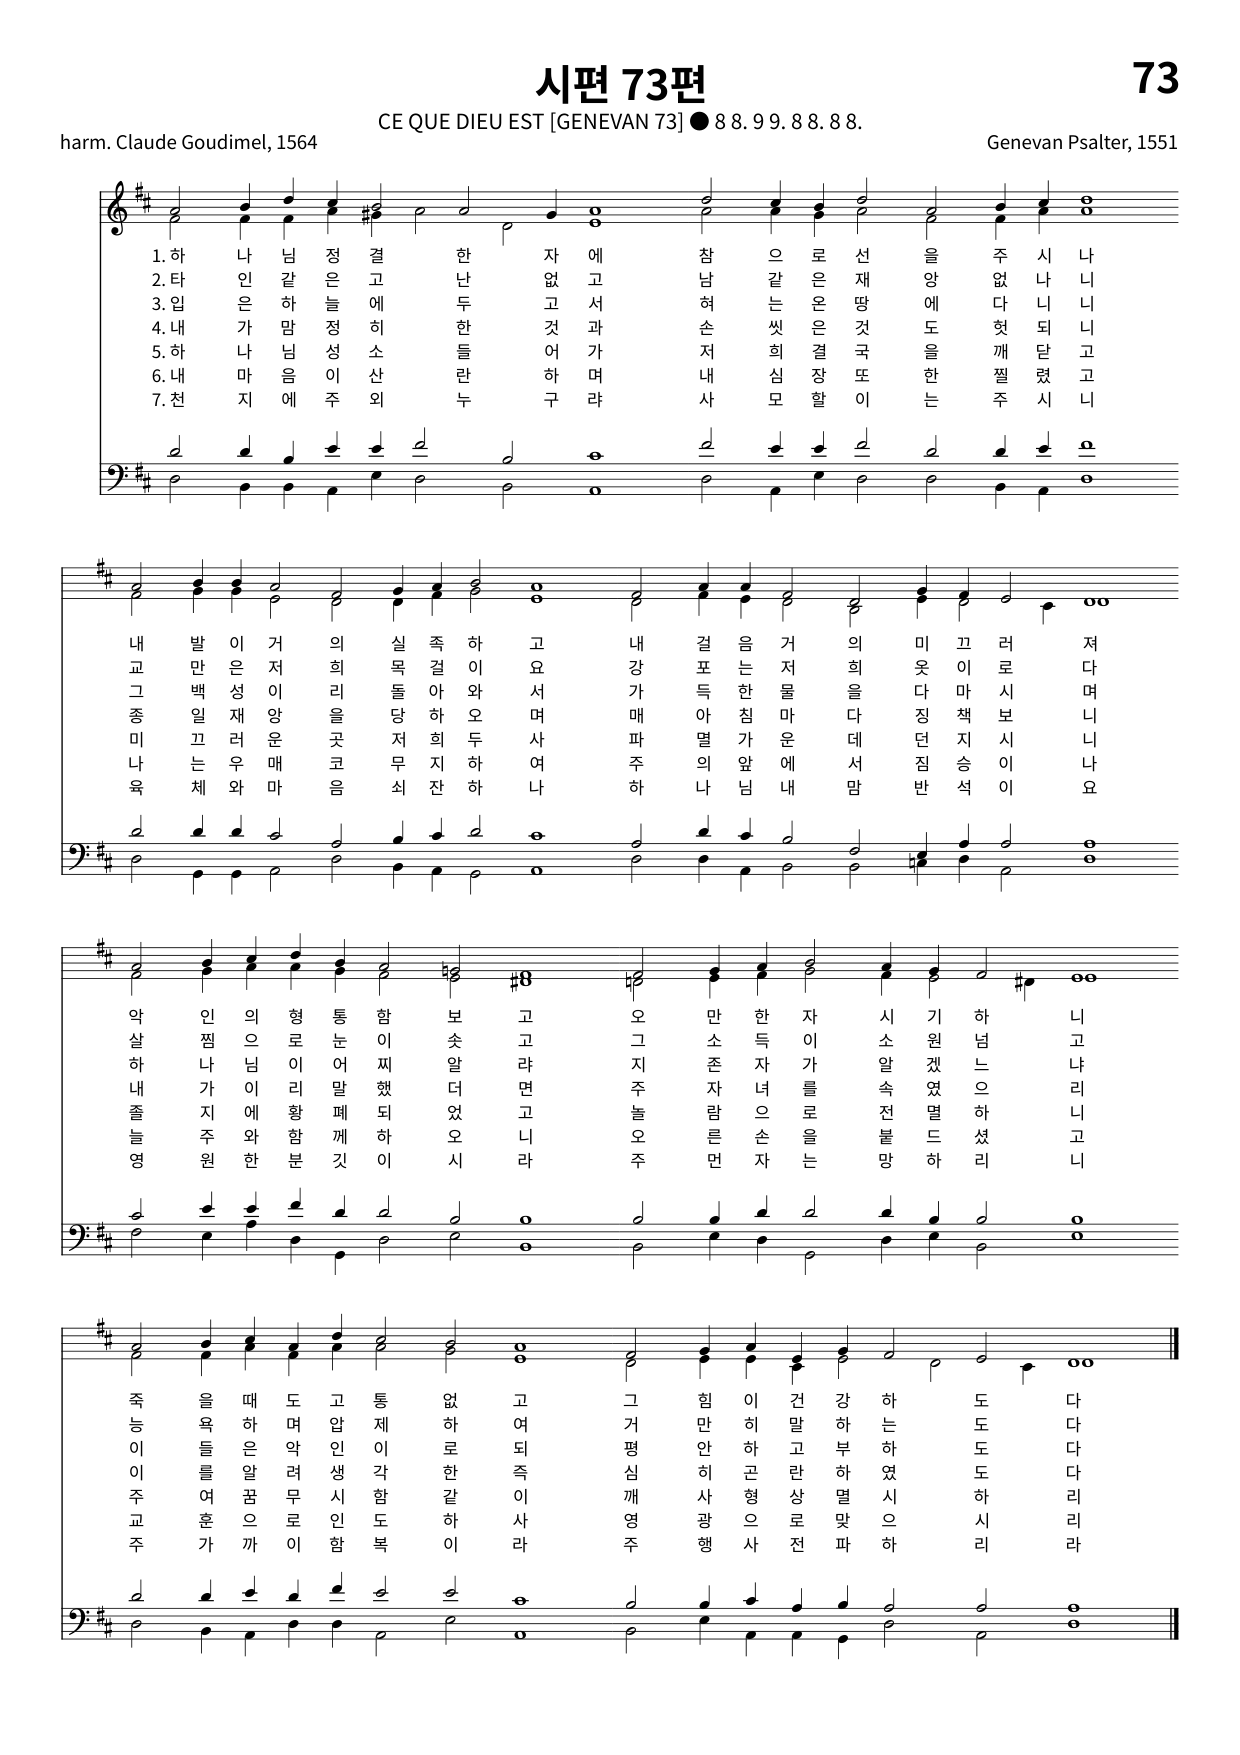 시편 73편
73
CE QUE DIEU EST [GENEVAN 73] ● 8 8. 9 9. 8 8. 8 8.
harm. Claude Goudimel, 1564
Genevan Psalter, 1551
1. 하 나 님 정 결 한 자 에 참 으 로 선 을 주 시 나
2. 타 인 같 은 고 난 없 고 남 같 은 재 앙 없 나 니
3. 입 은 하 늘 에 두 고 서 혀 는 온 땅 에 다 니 니
4. 내 가 맘 정 히 한 것 과 손 씻 은 것 도 헛 되 니
5. 하 나 님 성 소 들 어 가 저 희 결 국 을 깨 닫 고
6. 내 마 음 이 산 란 하 며 내 심 장 또 한 찔 렸 고
7. 천 지 에 주 외 누 구 랴 사 모 할 이 는 주 시 니
내 발 이 거 의 실 족 하 고 내 걸 음 거 의 미 끄 러 져
교 만 은 저 희 목 걸 이 요 강 포 는 저 희 옷 이 로 다
그 백 성 이 리 돌 아 와 서 가 득 한 물 을 다 마 시 며
종 일 재 앙 을 당 하 오 며 매 아 침 마 다 징 책 보 니
미 끄 러 운 곳 저 희 두 사 파 멸 가 운 데 던 지 시 니
나 는 우 매 코 무 지 하 여 주 의 앞 에 서 짐 승 이 나
육 체 와 마 음 쇠 잔 하 나 하 나 님 내 맘 반 석 이 요
악 인 의 형 통 함 보 고 오 만 한 자 시 기 하 니
살 찜 으 로 눈 이 솟 고 그 소 득 이 소 원 넘 고
하 나 님 이 어 찌 알 랴 지 존 자 가 알 겠 느 냐
내 가 이 리 말 했 더 면 주 자 녀 를 속 였 으 리
졸 지 에 황 폐 되 었 고 놀 람 으 로 전 멸 하 니
늘 주 와 함 께 하 오 니 오 른 손 을 붙 드 셨 고
영 원 한 분 깃 이 시 라 주 먼 자 는 망 하 리 니
죽 을 때 도 고 통 없 고 그 힘 이 건 강 하 도 다
능 욕 하 며 압 제 하 여 거 만 히 말 하 는 도 다
이 들 은 악 인 이 로 되 평 안 하 고 부 하 도 다
이 를 알 려 생 각 한 즉 심 히 곤 란 하 였 도 다
주 여 꿈 무 시 함 같 이 깨 사 형 상 멸 시 하 리
교 훈 으 로 인 도 하 사 영 광 으 로 맞 으 시 리
주 가 까 이 함 복 이 라 주 행 사 전 파 하 리 라